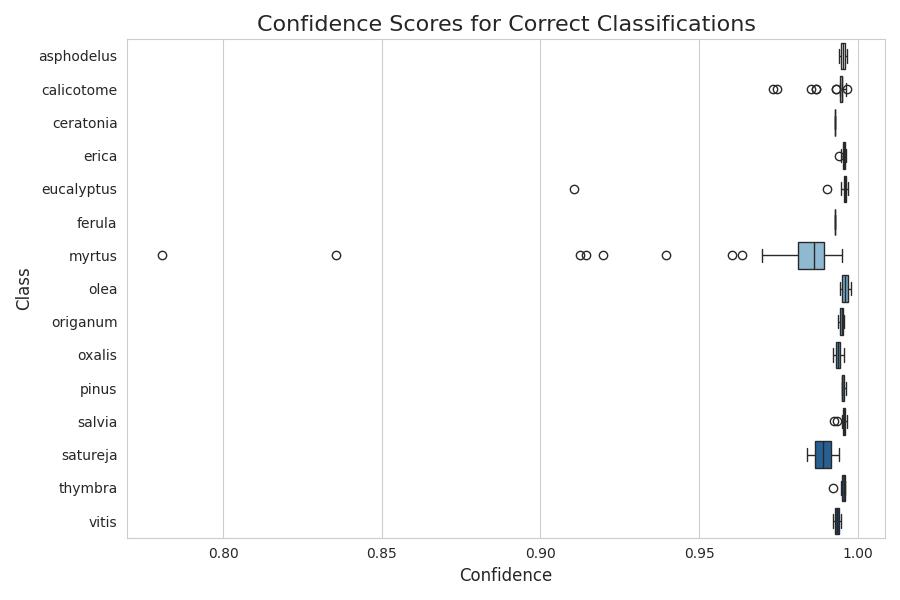 Confidence Scores for Correct Classifications
asphodelus
calicotome
ceratonia
erica
eucalyptus
ferula
myrtus
olea
origanum
oxalis
pinus
salvia
satureja
thymbra
vitis
Class
0.80 0.85 0.90 0.95 1.00
Confidence